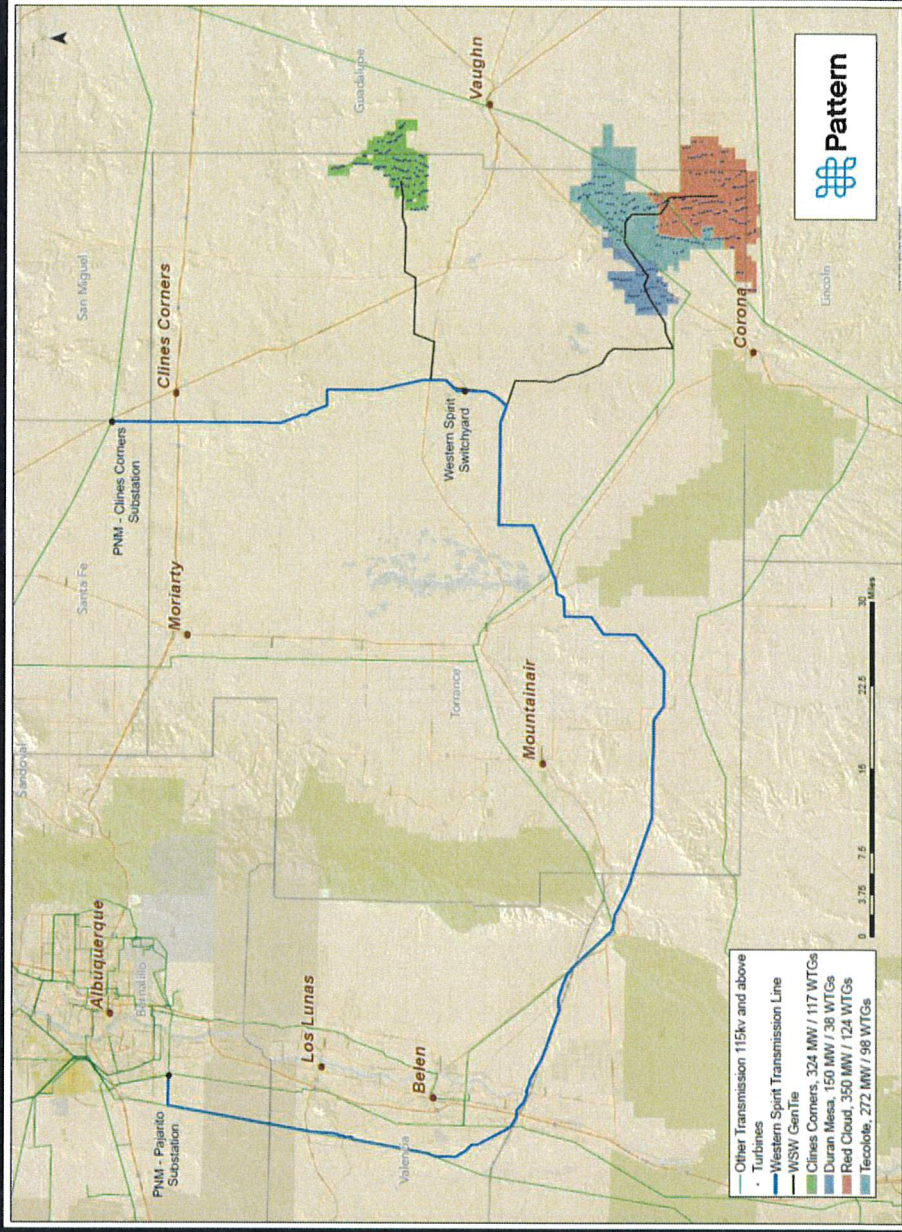 Sandoval
Santa Fe
San Miguel
Guadalupe
PNM - Clines Corners
Substation
Clines Corners
Moriarty
Albuquerque
Bernalillo
PNM - Pajarito
Substation
Los Lunas
Belen
Valencia
Torrance
Mountainair
Western Spirit
Switchyard
Vaughn
Corona
Lincoln
Other Transmission 115kv and above
Turbines
Western Spirit Transmission Line
WSW GenTie
Clines Corners, 324 MW / 117 WTGs
Duran Mesa, 150 MW / 38 WTGs
Red Cloud, 350 MW / 124 WTGs
Tecolote, 272 MW / 98 WTGs
0 3.75 7.5 15 22.5 30
Miles
Pattern